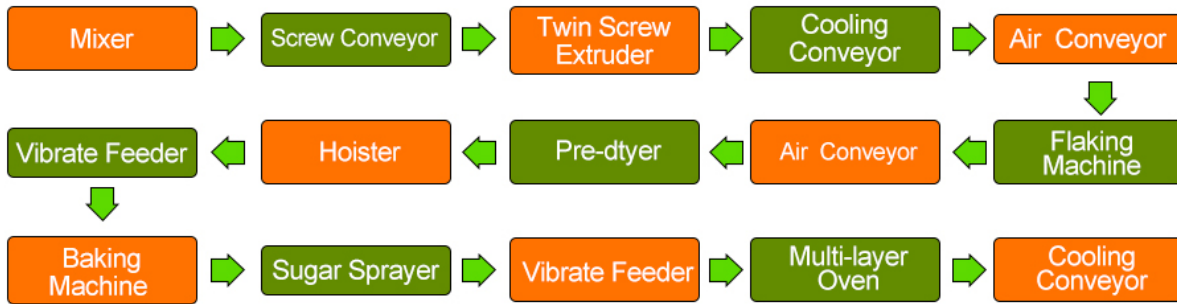 Mixer
Screw Conveyor
Twin Screw
Extruder
Cooling
Conveyor
Air Conveyor
Vibrate Feeder
Hoister
Pre-dtyer
Air Conveyor
Flaking
Machine
Baking
Machine
Sugar Sprayer
Vibrate Feeder
Multi-layer
Oven
Cooling
Conveyor